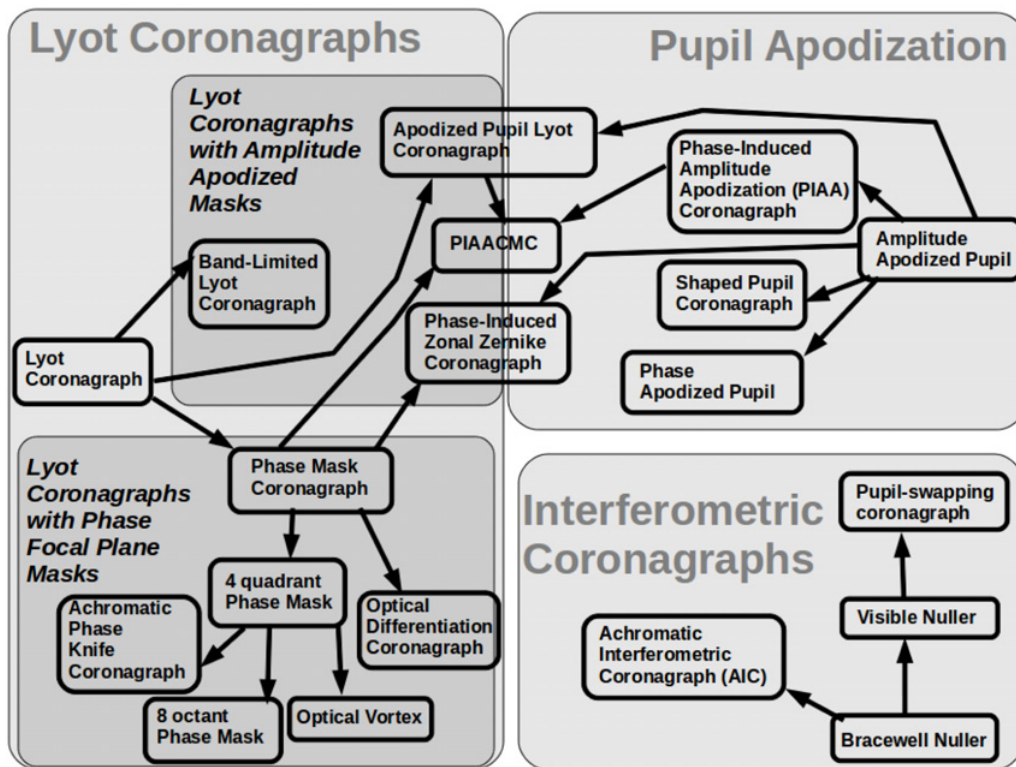 Lyot Coronagraphs
Pupil Apodization
Lyot
Coronagraphs
with Amplitude
Apodized
Masks
Apodized Pupil Lyot
Coronagraph
Phase-Induced
Amplitude
Apodization (PIAA)
Coronagraph
PIAACMC
Amplitude
Apodized Pupil
Band-Limited
Lyot
Coronagraph
Shaped Pupil
Coronagraph
Phase-Induced
Zonal Zernike
Coronagraph
Lyot
Coronagraph
Phase
Apodized Pupil
Lyot
Coronagraphs
with Phase
Focal Plane
Masks
Phase Mask
Coronagraph
4 quadrant
Phase Mask
Achromatic
Phase
Knife
Coronagraph
Optical
Differentiation
Coronagraph
8 octant
Phase Mask
Optical Vortex
Interferometric
Coronagraphs
Pupil-swapping
coronagraph
Visible Nuller
Achromatic
Interferometric
Coronagraph (AIC)
Bracewell Nuller